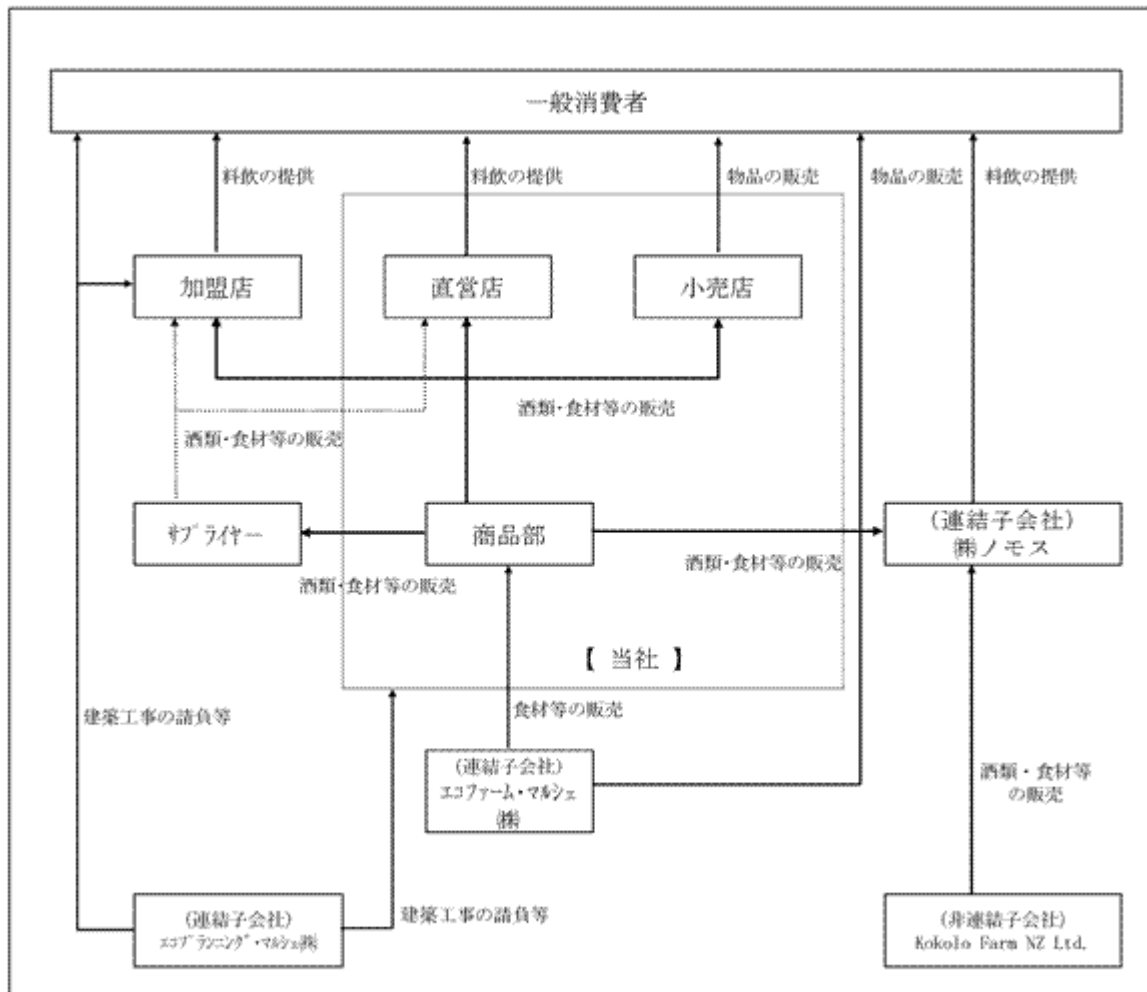 一般消費者
料飲の提供
料飲の提供
物品の販売
物品の販売
料飲の提供
加盟店
直営店
小売店
酒類・食材等の販売
酒類・食材等の販売
ｻﾌﾟﾗｲﾔｰ
商品部
(連結子会社)
㈱ノモス
酒類・食材等の販売
酒類・食材等の販売
【 当社 】
建築工事の請負等
食材等の販売
(連結子会社)
ｴｺﾌｧｰﾑ・ﾏﾙｼｪ
㈱
酒類・食材等
の販売
(連結子会社)
ｴｺﾌﾟﾗﾝﾆﾝｸﾞ・ﾏﾙｼｪ㈱
建築工事の請負等
(非連結子会社)
Kokolo Farm NZ Ltd.